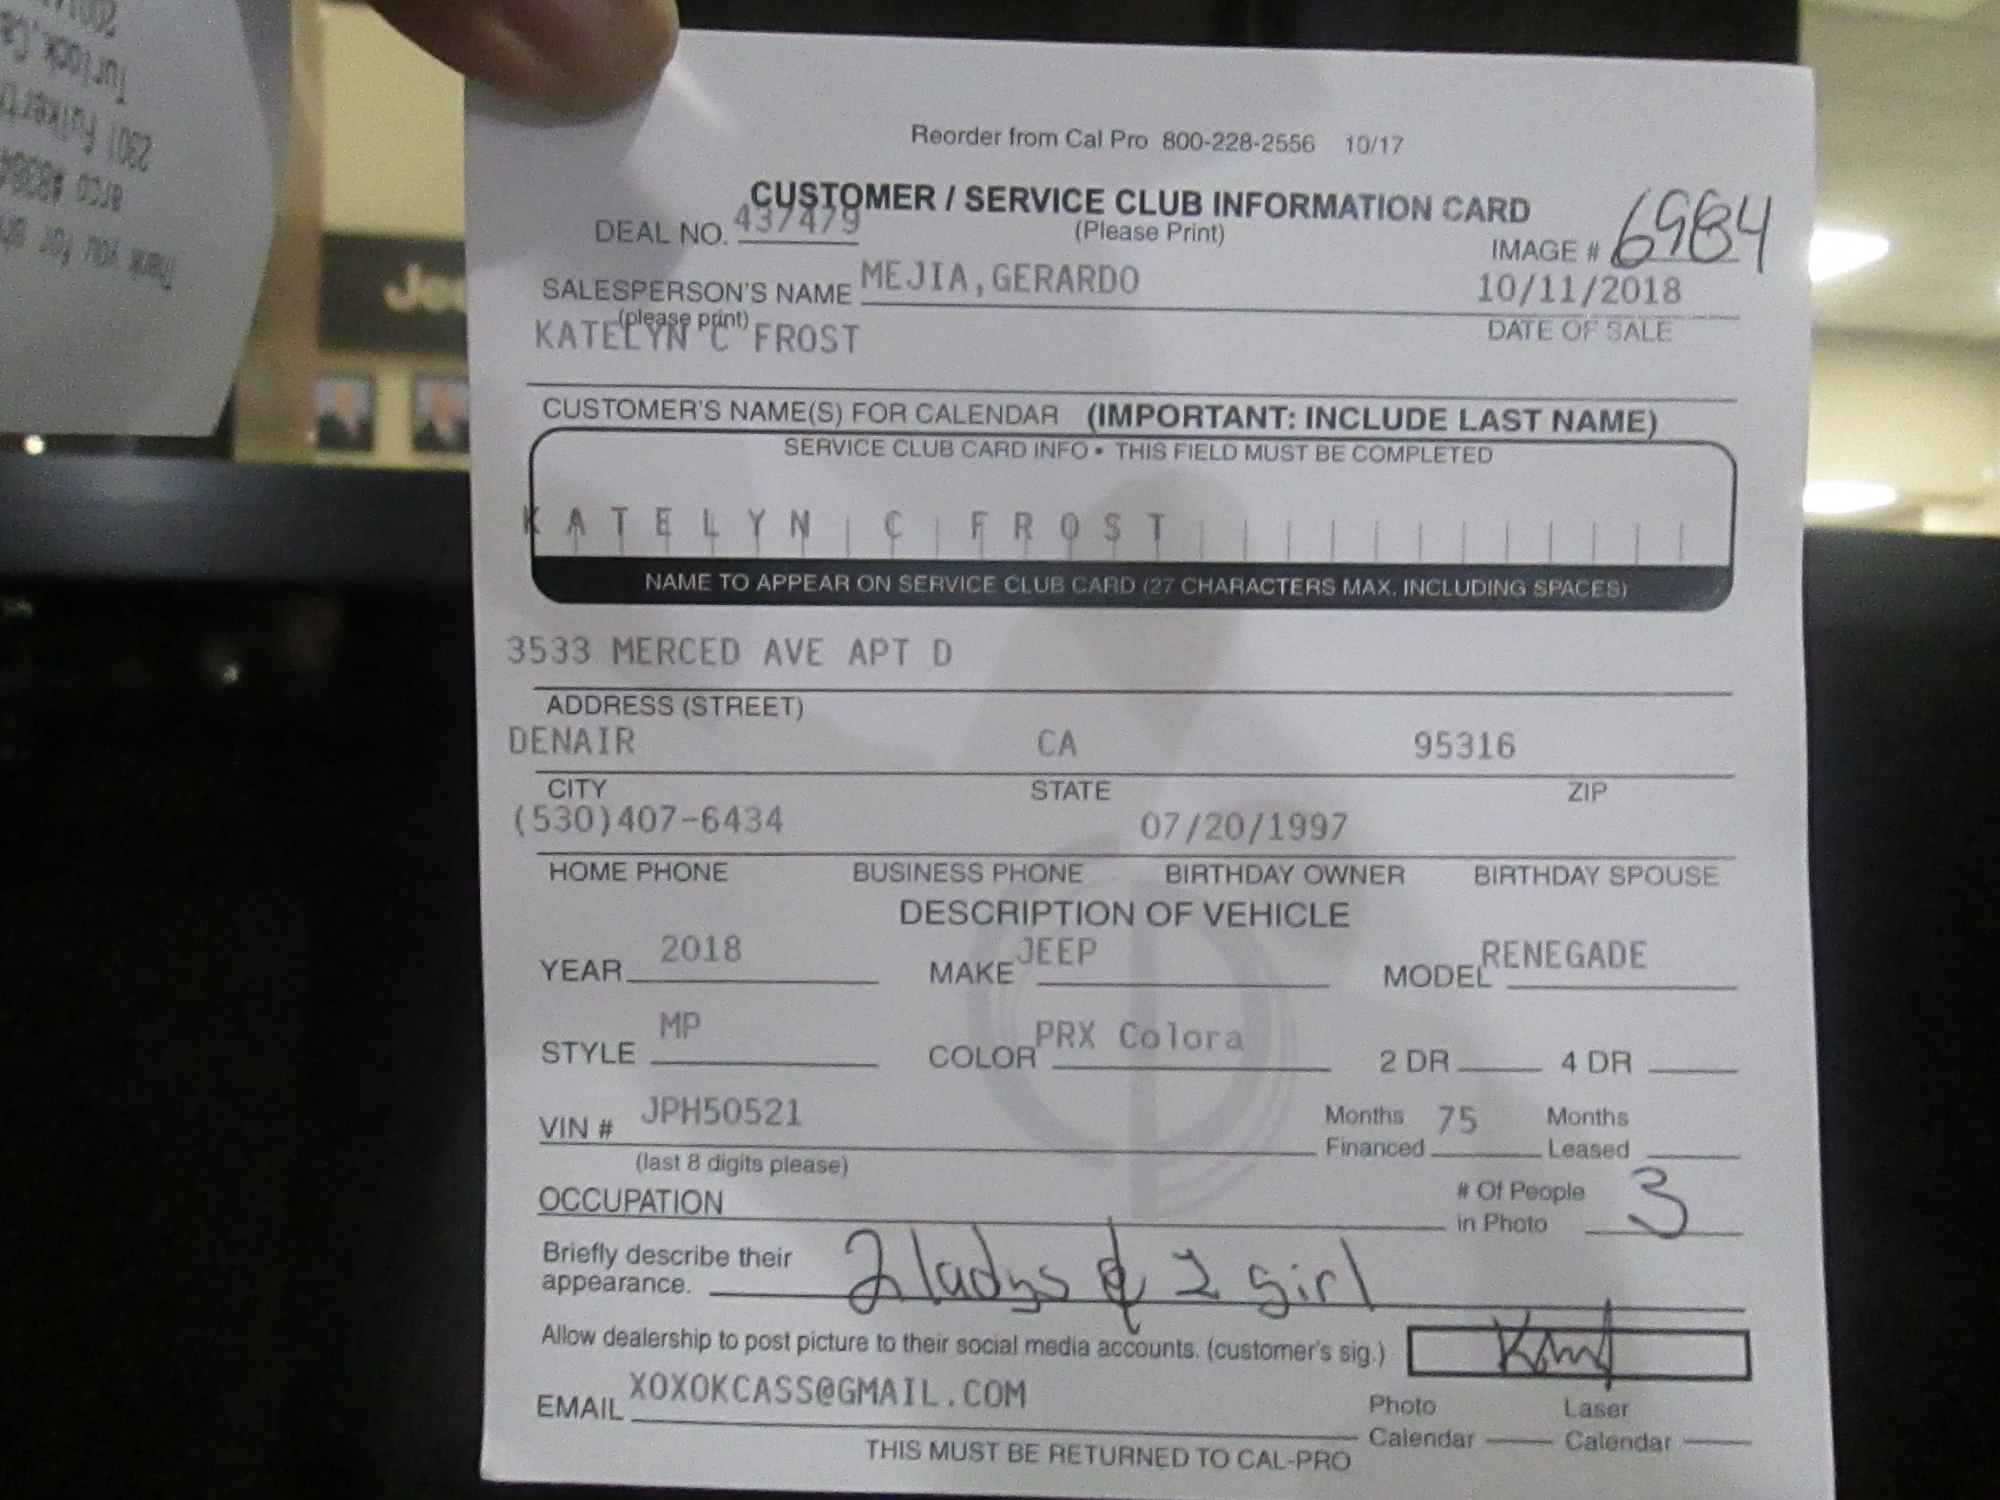 Reorder from Cal Pro 800-228-2556 10/17
CUSTOMER / SERVICE CLUB INFORMATION CARD
DEAL NO. 437479 (Please Print) IMAGE # 6984
SALESPERSON'S NAME MEJIA,GERARDO 10/11/2018
(please print) DATE OF SALE
KATELYN C FROST
CUSTOMER'S NAME(S) FOR CALENDAR (IMPORTANT: INCLUDE LAST NAME)
SERVICE CLUB CARD INFO • THIS FIELD MUST BE COMPLETED
KATELYN C FROST
NAME TO APPEAR ON SERVICE CLUB CARD (27 CHARACTERS MAX, INCLUDING SPACES)
3533 MERCED AVE APT D
ADDRESS (STREET)
DENAIR CA 95316
CITY STATE ZIP
(530)407-6434 07/20/1997
HOME PHONE BUSINESS PHONE BIRTHDAY OWNER BIRTHDAY SPOUSE
DESCRIPTION OF VEHICLE
YEAR 2018 MAKE JEEP MODEL RENEGADE
STYLE MP COLOR PRX Colora 2 DR 4 DR
VIN # JPH50521 Months Financed 75 Months Leased
(last 8 digits please)
OCCUPATION # Of People in Photo 3
Briefly describe their
appearance. 2 ladys & 1 girl
Allow dealership to post picture to their social media accounts. (customer's sig.)
EMAIL XOXOKCASS@GMAIL.COM Photo Calendar Laser Calendar
THIS MUST BE RETURNED TO CAL-PRO
Thank you for
arco
2301
Turlock, Ca
Jee